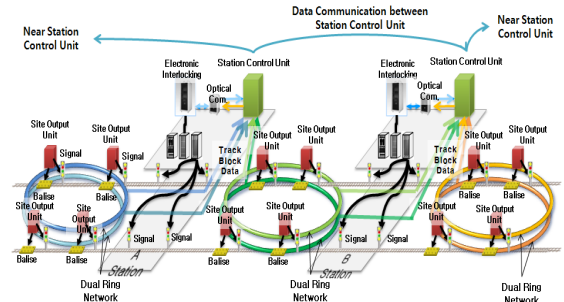 Data Communication between
Station Control Unit
Near Station
Control Unit
Near Station
Control Unit
Electronic
Interlocking
Station Control Unit
Optical
Com.
Electronic
Interlocking
Station Control Unit
Optical
Com.
Site Output
Unit
Signal
Site Output
Unit
Signal
Track
Block
Data
Site Output
Unit
Site Output
Unit
Track
Block
Data
Site Output
Unit
Site Output
Unit
Balise
Balise
Balise
Balise
Balise
Balise
Site Output
Unit
Site
Output
Unit
Site Output
Unit
Site Output
Unit
Site Output
Unit
Site Output
Unit
Signal
Signal
Signal
Signal
Balise
Balise
Balise
Balise
Balise
Balise
A
Station
B
Station
Dual Ring
Network
Dual Ring
Network
Dual Ring
Network